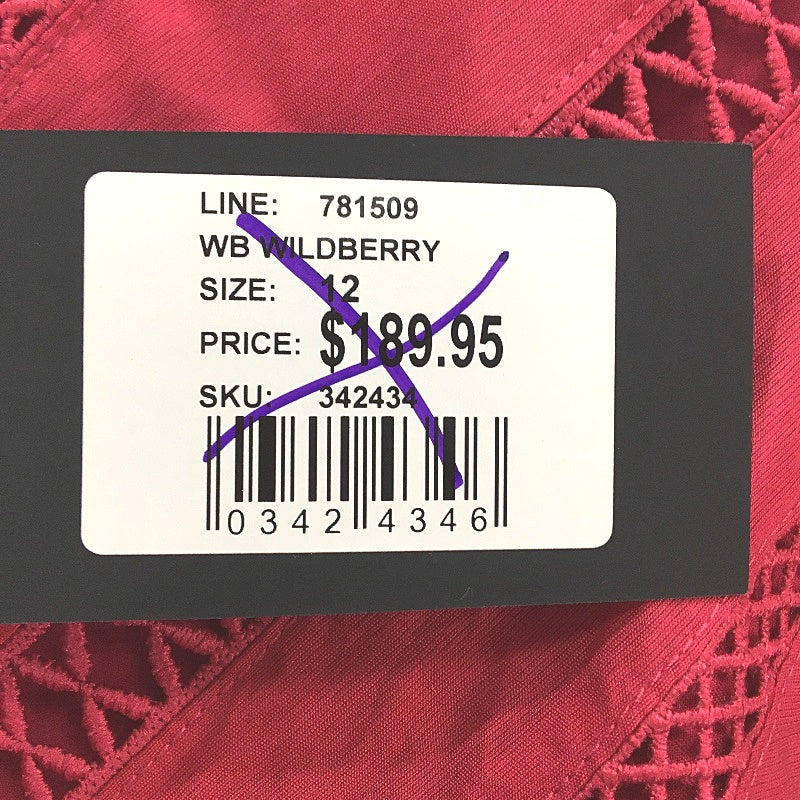 LINE: 781509
WB WILDBERRY
SIZE: 12
PRICE: $189.95
SKU: 342434
0342 4346